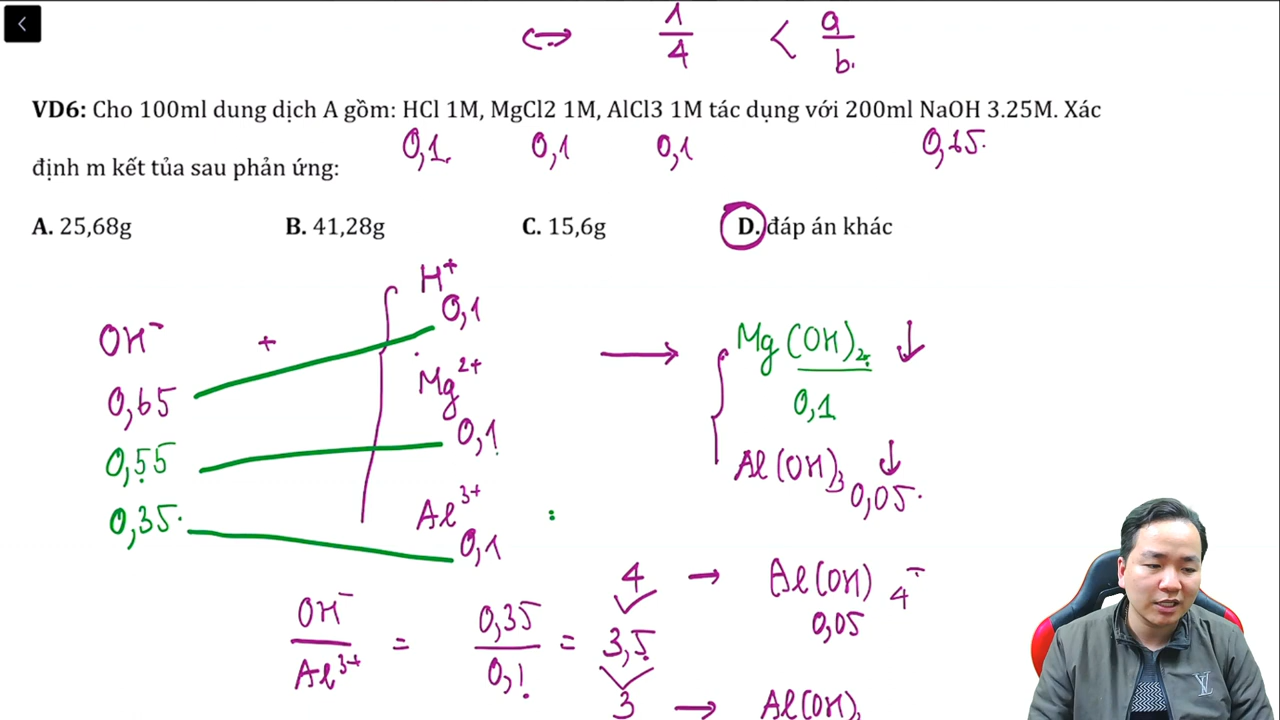 ⟷ 1/4 < a/b.
VD6: Cho 100ml dung dịch A gồm: HCl 1M, MgCl2 1M, AlCl3 1M tác dụng với 200ml NaOH 3.25M. Xác
0,1. 0,1 0,1 0,65.
định m kết tủa sau phản ứng:
A. 25,68g B. 41,28g C. 15,6g D. đáp án khác
H⁺
0,1
OH⁻ + → Mg(OH)₂ ↓
Mg²⁺
0,65 0,1
0,1
0,55 Al(OH)₃ ↓
0,05.
Al³⁺
0,35.
0,1
4 → Al(OH)₄⁻
0,05
OH⁻/Al³⁺ = 0,35/0,1 = 3,5
3 → Al(OH)₃
LV